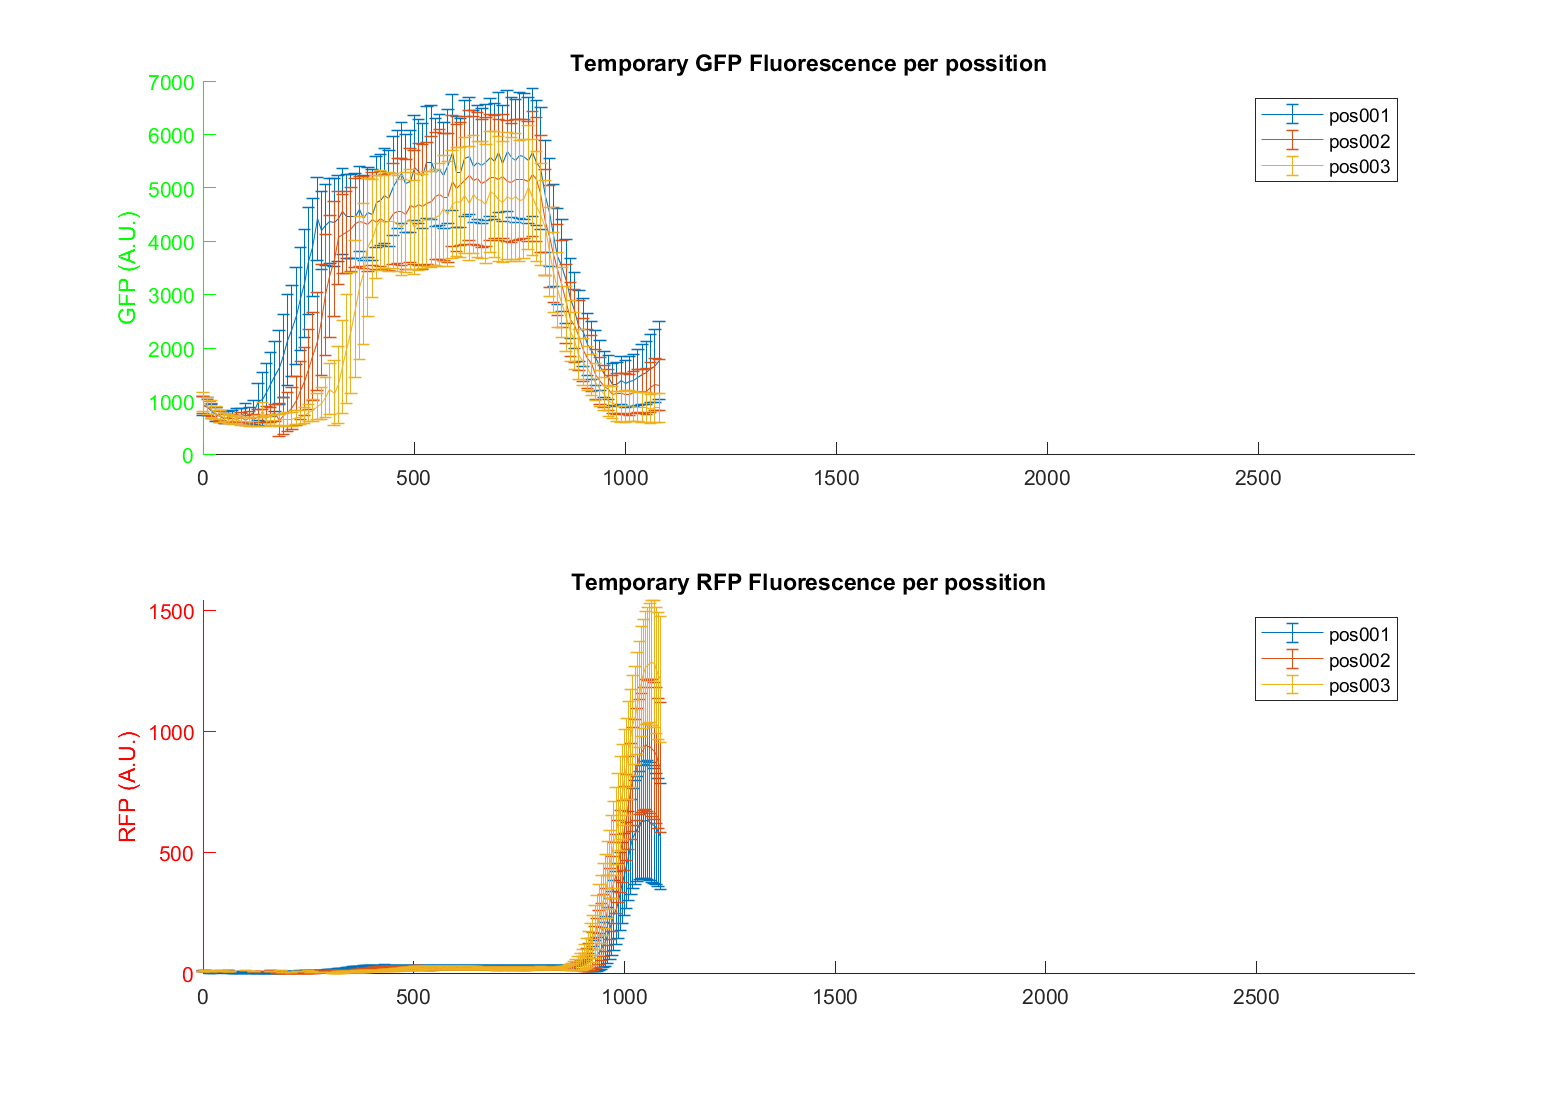 Temporary GFP Fluorescence per possition
GFP (A.U.)
7000
6000
5000
4000
3000
2000
1000
0
0 500 1000 1500 2000 2500
pos001
pos002
pos003
Temporary RFP Fluorescence per possition
RFP (A.U.)
1500
1000
500
0
0 500 1000 1500 2000 2500
pos001
pos002
pos003